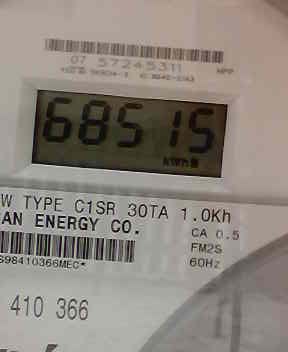 07 57245311
68515
kWh
W TYPE C1SR 30TA 1.0Kh
AN ENERGY CO.
CA 0.5
FM2S
60Hz
S98410366MEC*
410 366